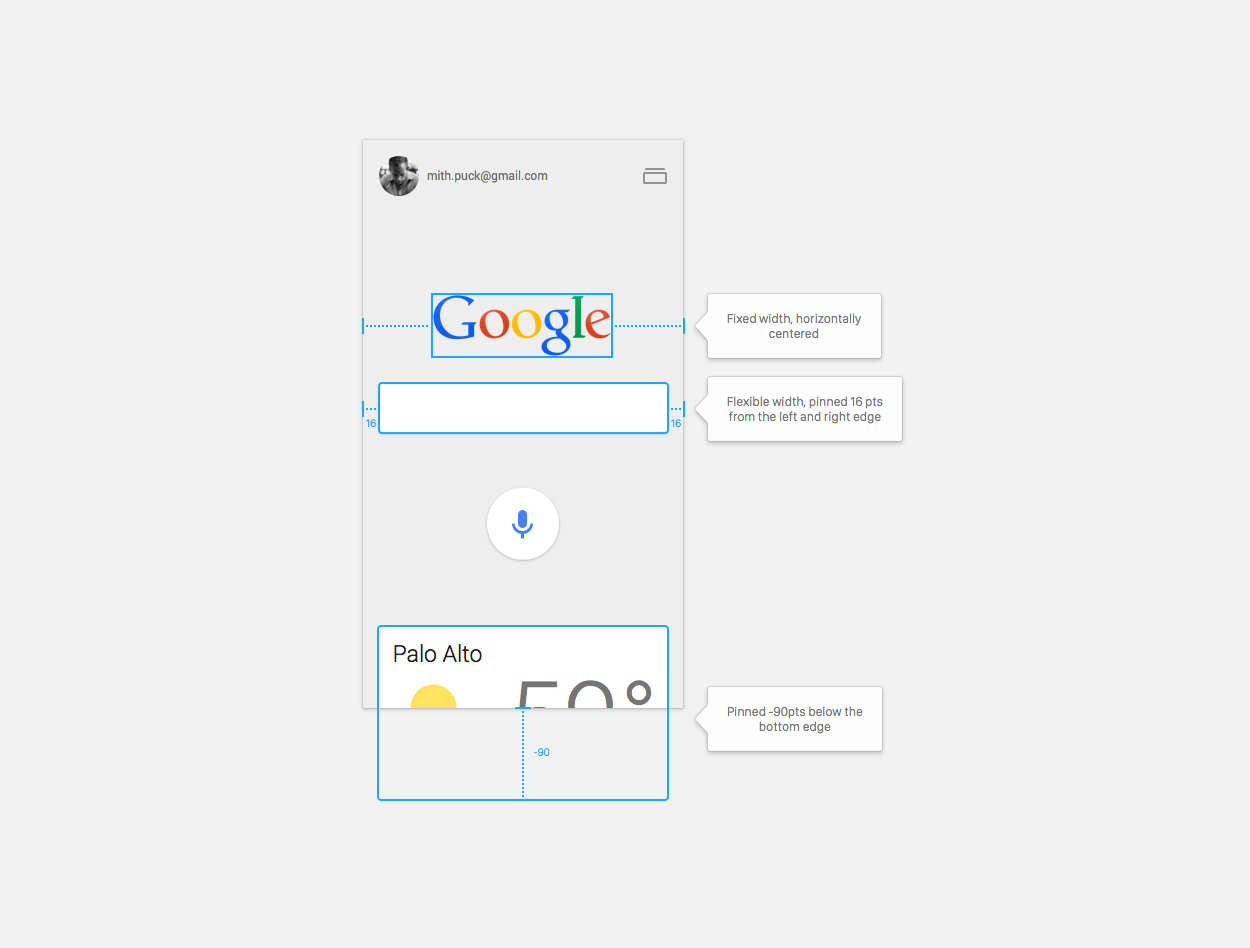 mith.puck@gmail.com
Google
Fixed width, horizontally
centered
Flexible width, pinned 16 pts
from the left and right edge
16
16
Palo Alto
59°
Pinned -90pts below the
bottom edge
-90